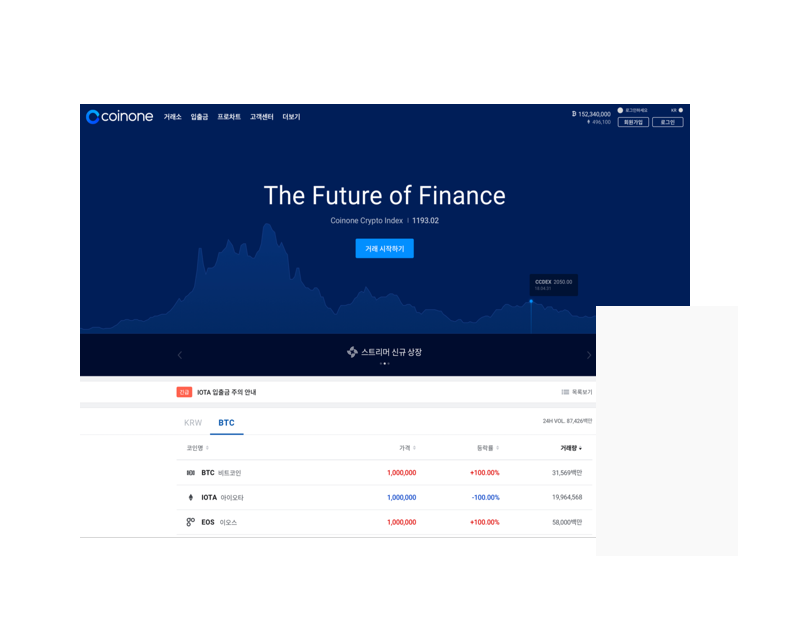 coinone 거래소 입출금 프로차트 고객센터 더보기
152,340,000
496,100
로그인하세요 KR
회원가입 로그인
The Future of Finance
Coinone Crypto Index 1193.02
거래 시작하기
CCDEX 2050.00
18.04.01
스트리머 신규 상장
긴급 IOTA 입출금 주의 안내 목록보기
KRW BTC 24H VOL. 87,426백만
코인명 가격 등락률 거래량
BTC 비트코인 1,000,000 +100.00% 31,569백만
IOTA 아이오타 1,000,000 -100.00% 19,964,568
EOS 이오스 1,000,000 +100.00% 58,000백만